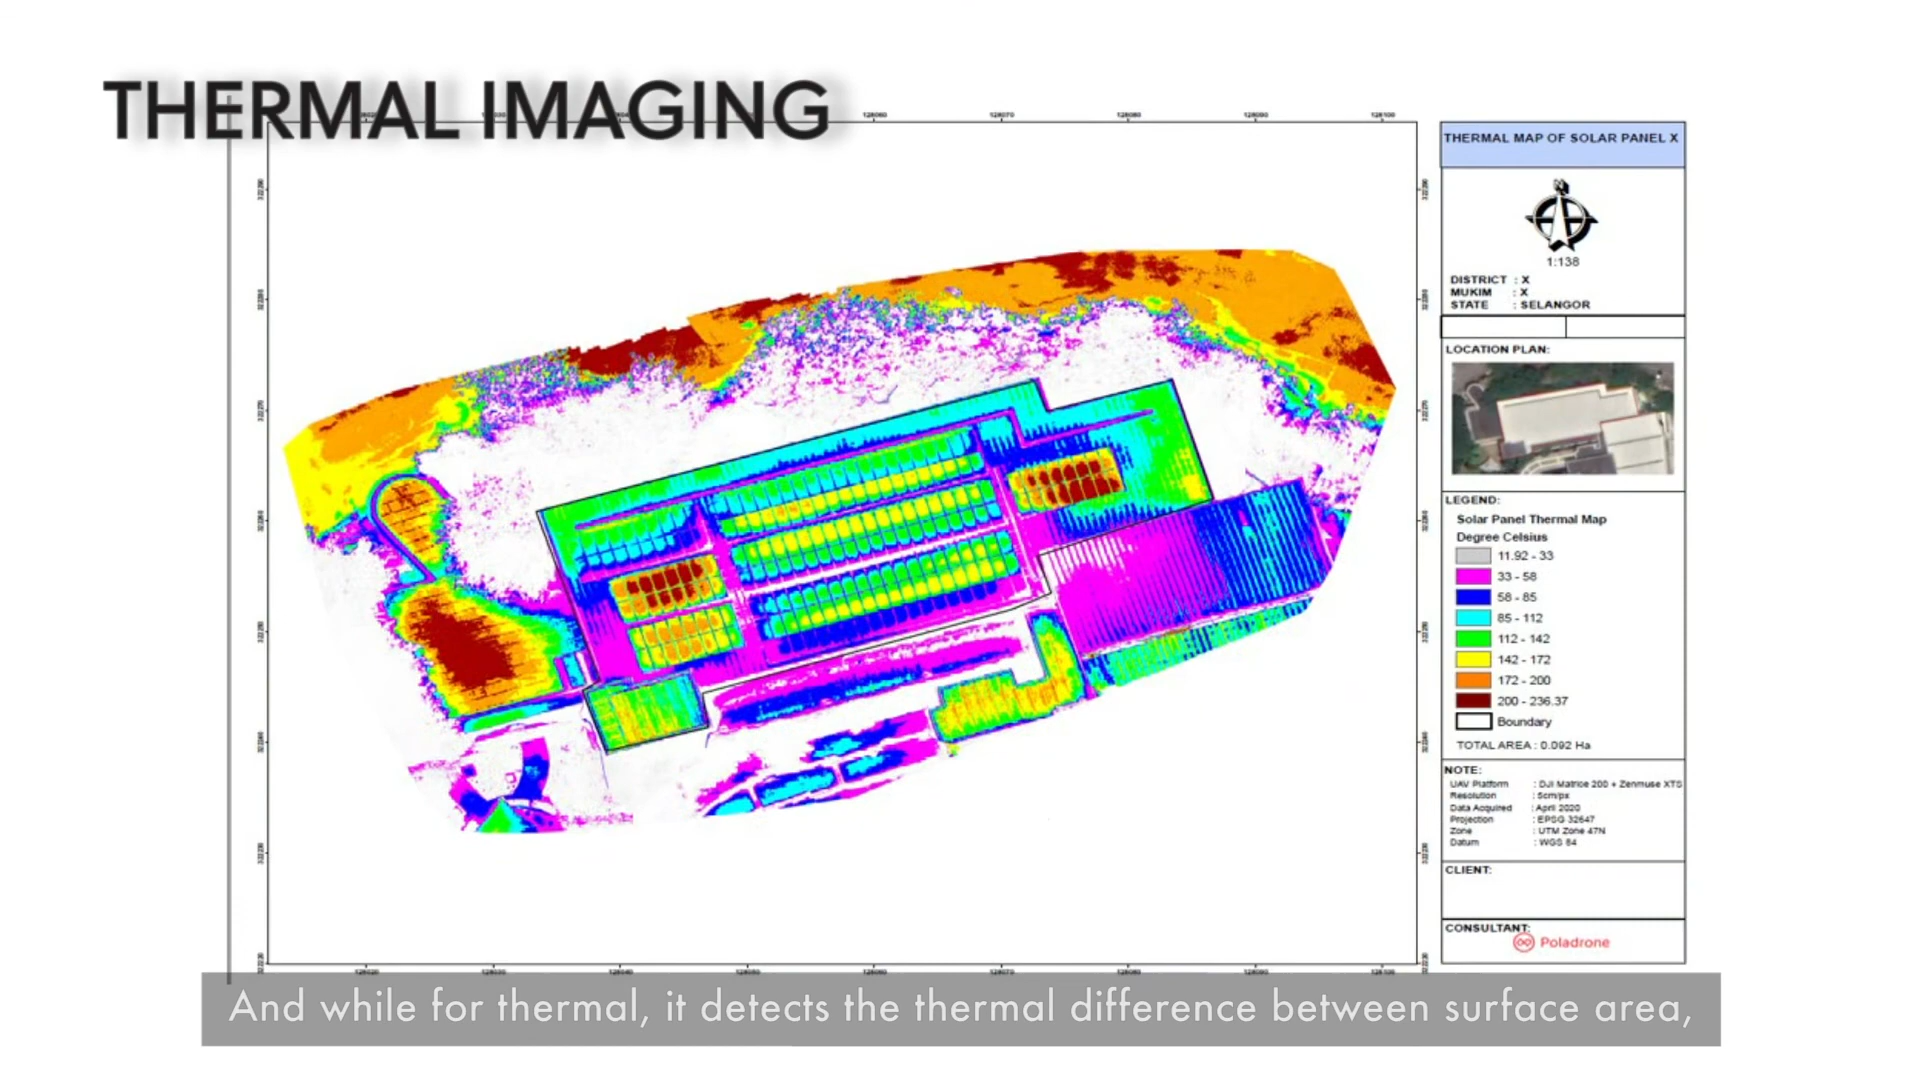 THERMAL IMAGING
THERMAL MAP OF SOLAR PANEL X
1:138
DISTRICT : X
MUKIM : X
STATE : SELANGOR
LOCATION PLAN:
LEGEND:
Solar Panel Thermal Map
Degree Celsius
11.92 - 33
33 - 58
58 - 85
85 - 112
112 - 142
142 - 172
172 - 200
200 - 236.37
Boundary
TOTAL AREA : 0.092 Ha
NOTE:
UAV Platform : DJI Matrice 200 + Zenmuse XTS
Resolution : 5cm/px
Data Acquired : April 2020
Projection : EPSG 32647
Zone : UTM Zone 47N
Datum : WGS 84
CLIENT:
CONSULTANT:
Poladrone
And while for thermal, it detects the thermal difference between surface area,